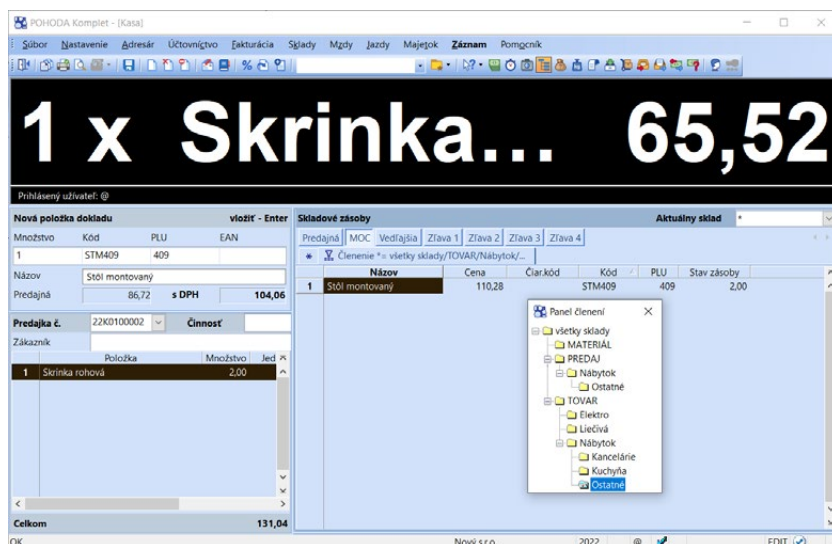 POHODA Komplet - [Kasa]
Súbor Nastavenie Adresár Účtovníctvo Fakturácia Sklady Mzdy Jazdy Majetok Záznam Pomocník
1 x Skrinka... 65,52
Prihlásený užívateľ: @
Nová položka dokladu vložiť - Enter
Množstvo Kód PLU EAN
1 STM409 409
Názov Stôl montovaný
Predajná 86,72 s DPH 104,06
Predajka č. 22K0100002 Činnosť
Zákazník
Položka Množstvo Jed
1 Skrinka rohová 2,00
Celkom 131,04
Skladové zásoby Aktuálny sklad *
Predajná MOC Vedľajšia Zľava 1 Zľava 2 Zľava 3 Zľava 4
* Členenie *= všetky sklady/TOVAR/Nábytok/...
Názov Cena Čiar.kód Kód PLU Stav zásoby
1 Stôl montovaný 110,28 STM409 409 2,00
Panel členení
všetky sklady
MATERIÁL
PREDAJ
Nábytok
Ostatné
TOVAR
Elektro
Liečivá
Nábytok
Kancelárie
Kuchyňa
Ostatné
OK Nový s.r.o. 2022 @ EDIT